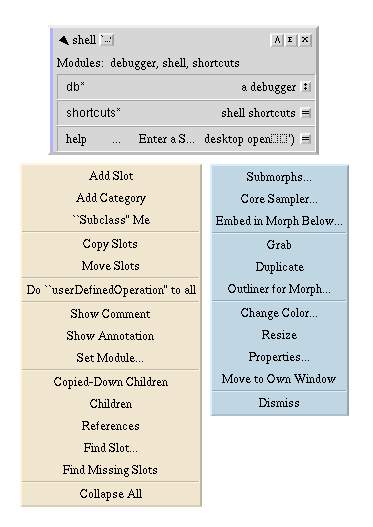 shell
A E ×
Modules: debugger, shell, shortcuts
db* a debugger
shortcuts* shell shortcuts
help ... Enter a S... desktop open')
Add Slot
Add Category
``Subclass'' Me
Copy Slots
Move Slots
Do ``userDefinedOperation'' to all
Show Comment
Show Annotation
Set Module...
Copied-Down Children
Children
References
Find Slot...
Find Missing Slots
Collapse All
Submorphs...
Core Sampler...
Embed in Morph Below...
Grab
Duplicate
Outliner for Morph...
Change Color...
Resize
Properties...
Move to Own Window
Dismiss